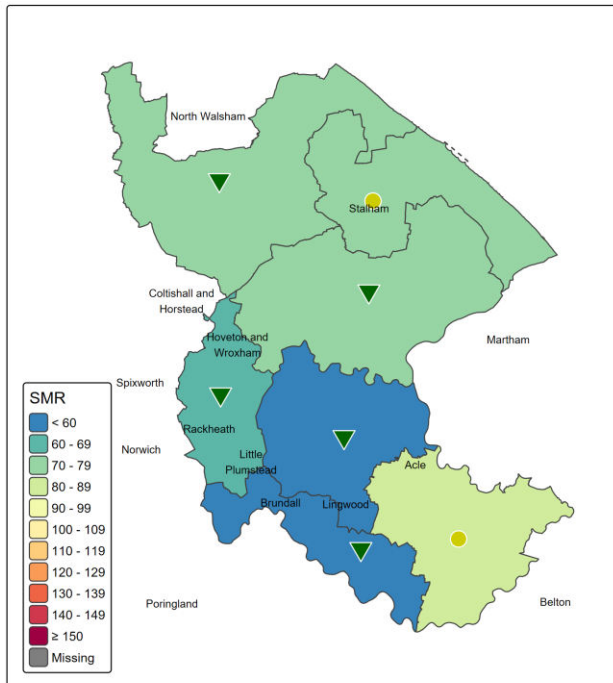 North Walsham
Stalham
Coltishall and
Horstead
Hoveton and
Wroxham
Martham
Spixworth
Rackheath
Norwich
Little
Plumstead
Acle
Brundall
Lingwood
Poringland
Belton
SMR
< 60
60 - 69
70 - 79
80 - 89
90 - 99
100 - 109
110 - 119
120 - 129
130 - 139
140 - 149
≥ 150
Missing